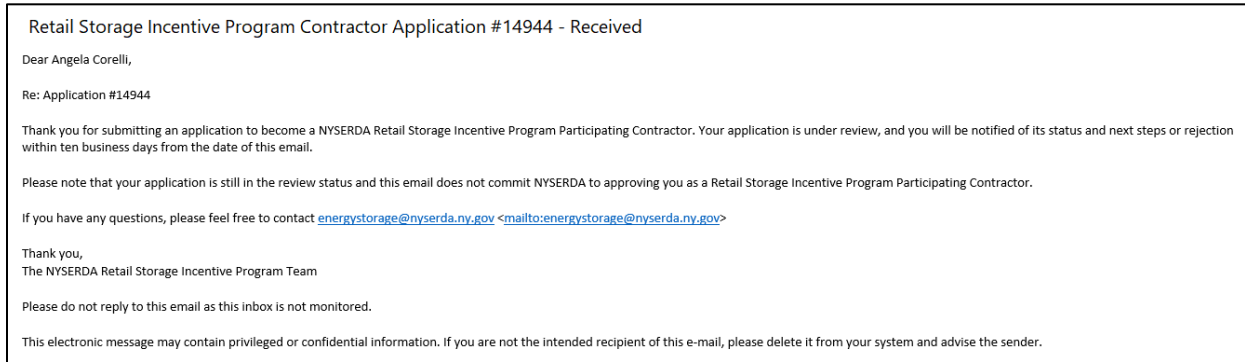 Retail Storage Incentive Program Contractor Application #14944 - Received
Dear Angela Corelli,
Re: Application #14944
Thank you for submitting an application to become a NYSERDA Retail Storage Incentive Program Participating Contractor. Your application is under review, and you will be notified of its status and next steps or rejection
within ten business days from the date of this email.
Please note that your application is still in the review status and this email does not commit NYSERDA to approving you as a Retail Storage Incentive Program Participating Contractor.
If you have any questions, please feel free to contact energystorage@nyserda.ny.gov <mailto:energystorage@nyserda.ny.gov>
Thank you,
The NYSERDA Retail Storage Incentive Program Team
Please do not reply to this email as this inbox is not monitored.
This electronic message may contain privileged or confidential information. If you are not the intended recipient of this e-mail, please delete it from your system and advise the sender.